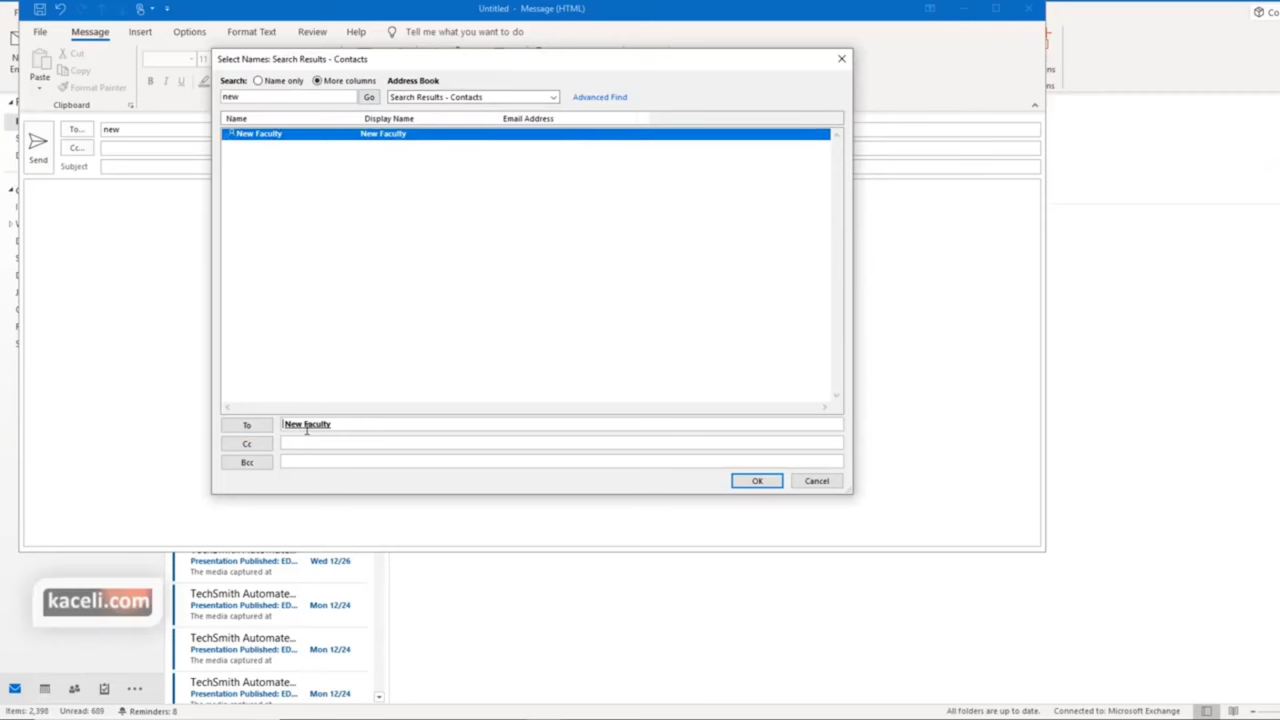 Untitled - Message (HTML)
Co
File Message Insert Options Format Text Review Help Tell me what you want to do
Cut
Copy
Format Painter
Paste
11
B I U
Clipboard
Select Names: Search Results - Contacts
Search: Name only More columns Address Book
new Go Search Results - Contacts Advanced Find
Name Display Name Email Address
New Faculty New Faculty
To... new
Cc...
Send
Subject
To New Faculty
Cc
Bcc
OK Cancel
TechSmith Automate...
Presentation Published: ED... Wed 12/26
The media captured at
TechSmith Automate...
Presentation Published: ED... Mon 12/24
The media captured at
TechSmith Automate...
Presentation Published: ED... Mon 12/24
The media captured at
TechSmith Automate...
Presentation Published: ED... Mon 12/24
kaceli.com
Items: 2,398 Unread: 689 Reminders: 8 All folders are up to date. Connected to: Microsoft Exchange